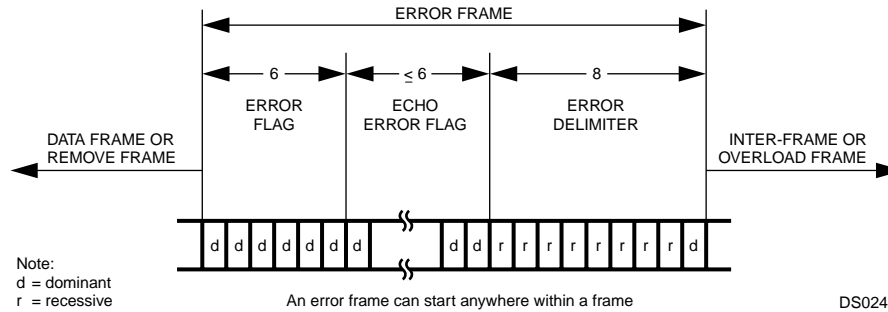 ERROR FRAME
6
≤ 6
8
ERROR
FLAG
ECHO
ERROR FLAG
ERROR
DELIMITER
DATA FRAME OR
REMOVE FRAME
INTER-FRAME OR
OVERLOAD FRAME
d d d d d d d d d r r r r r r r d
Note:
d = dominant
r = recessive
An error frame can start anywhere within a frame
DS024